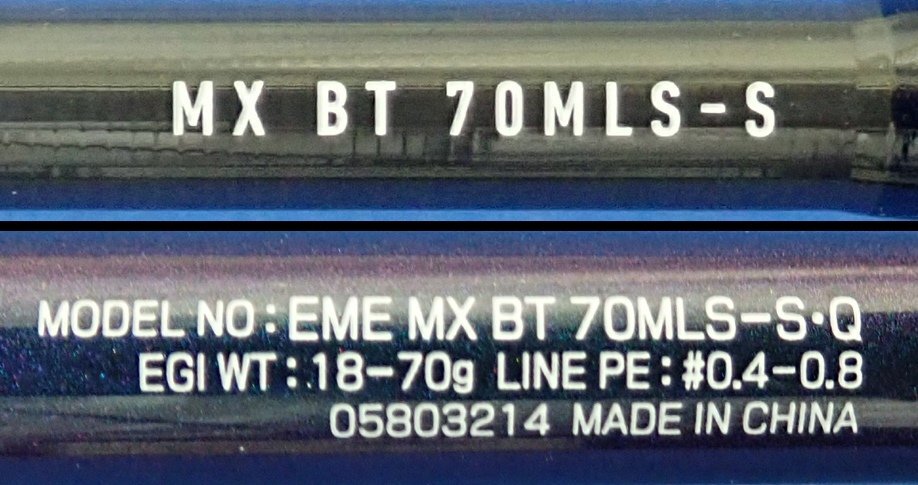 MX BT 70MLS-S
MODEL NO:EME MX BT 70MLS-S•Q
EGI WT:18-70g LINE PE:#0.4-0.8
05803214 MADE IN CHINA